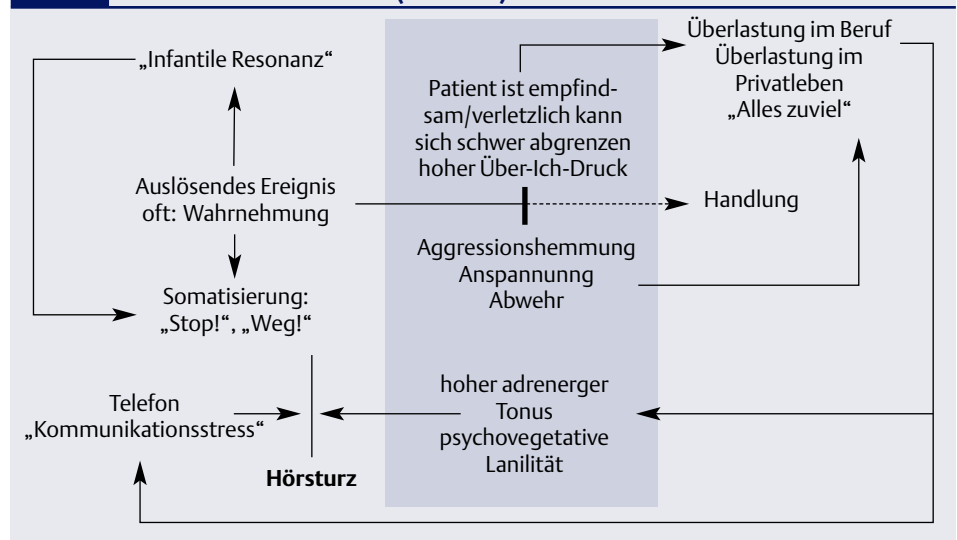 „Infantile Resonanz“
Auslösendes Ereignis
oft: Wahrnehmung
Somatisierung:
„Stop!“, „Weg!“
Telefon
„Kommunikationsstress“
Hörsturz
Patient ist empfind-
sam/verletzlich kann
sich schwer abgrenzen
hoher Über-Ich-Druck
Aggressionshemmung
Anspannunng
Abwehr
hoher adrenerger
Tonus
psychovegetative
Lanilität
Überlastung im Beruf
Überlastung im
Privatleben
„Alles zuviel“
Handlung